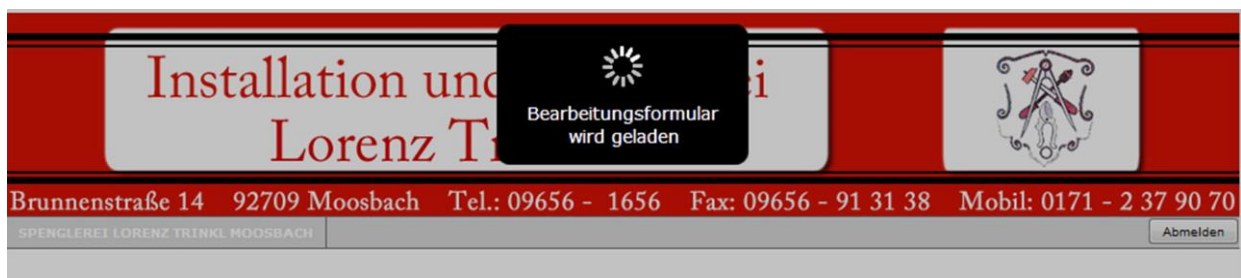 Installation und ei
Lorenz
Bearbeitungsformular
wird geladen
Brunnenstraße 14 92709 Moosbach Tel.: 09656 - 1656 Fax: 09656 - 91 31 38 Mobil: 0171 - 2 37 90 70
SPENGLEREI LORENZ TRINKL MOOSBACH
Abmelden